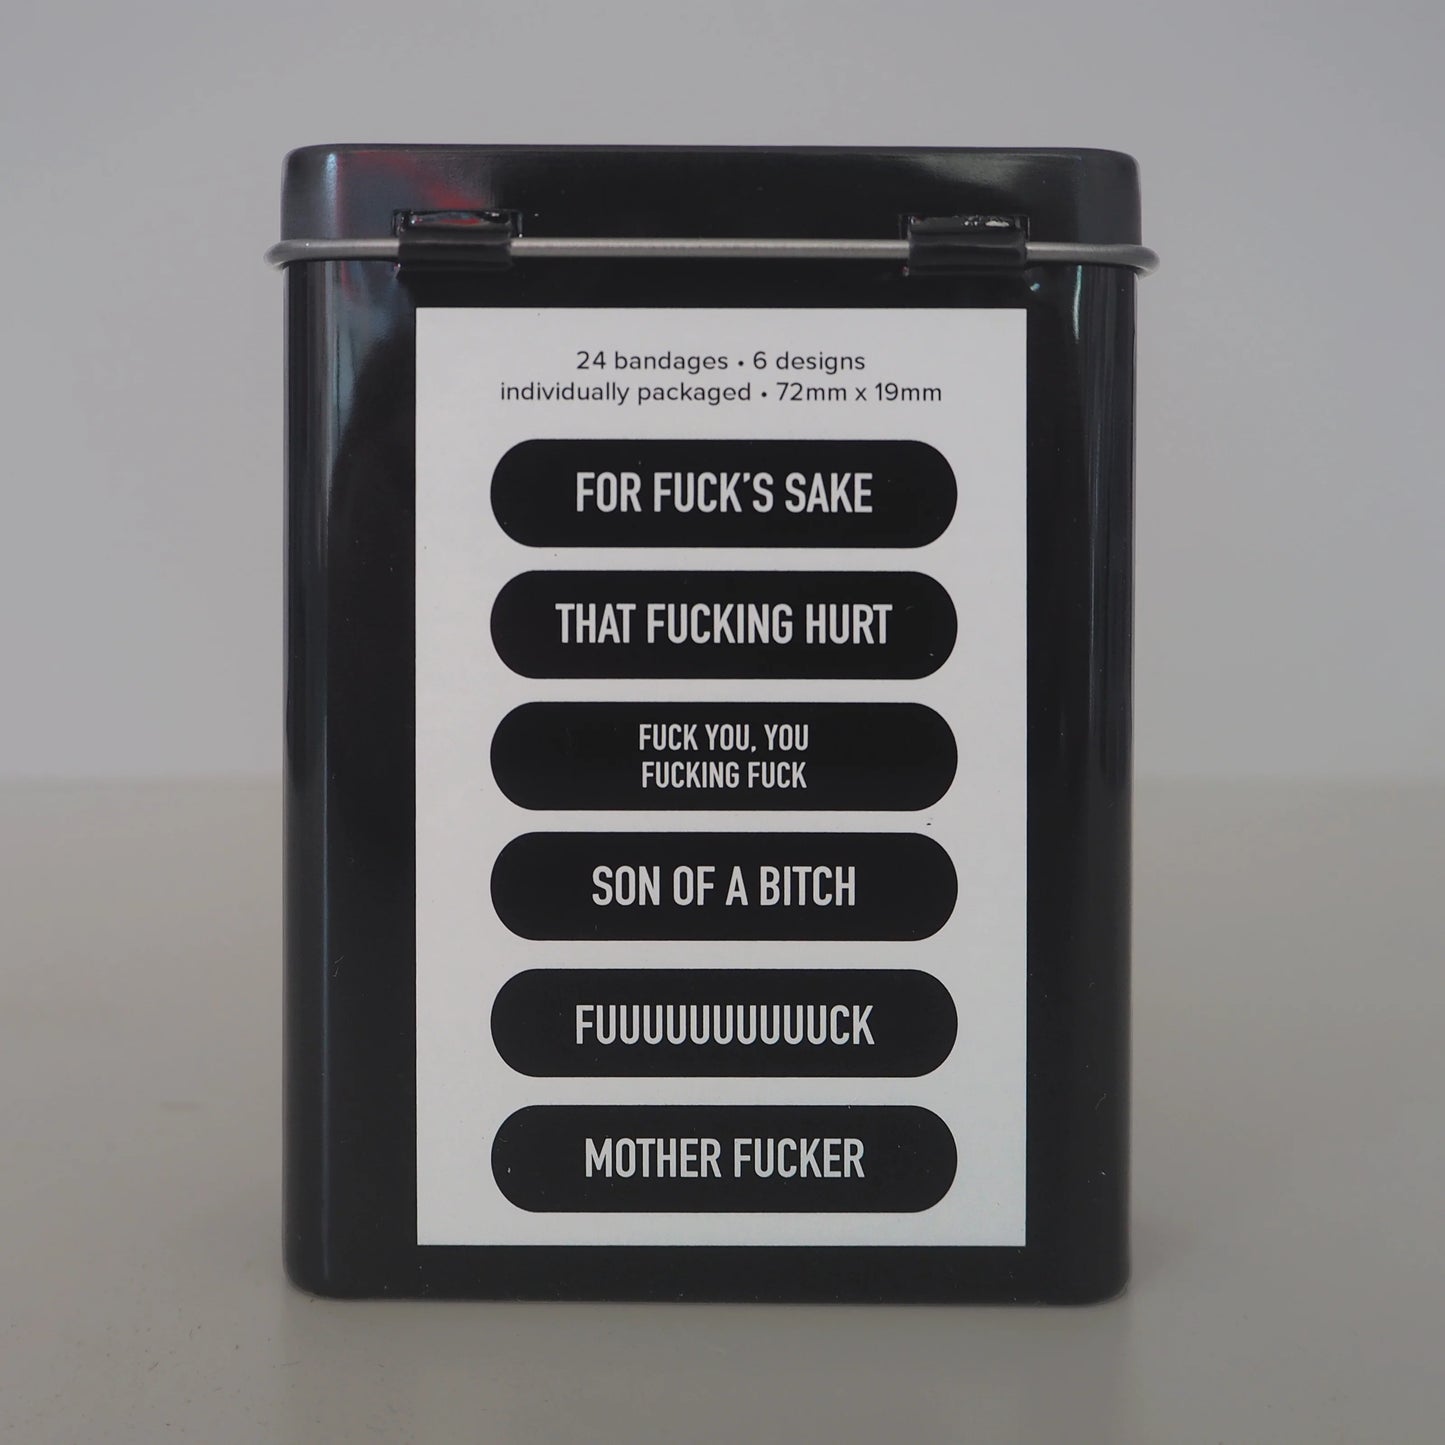 24 bandages • 6 designs
individually packaged • 72mm x 19mm
FOR FUCK'S SAKE
THAT FUCKING HURT
FUCK YOU, YOU
FUCKING FUCK
SON OF A BITCH
FUUUUUUUUUUUCK
MOTHER FUCKER